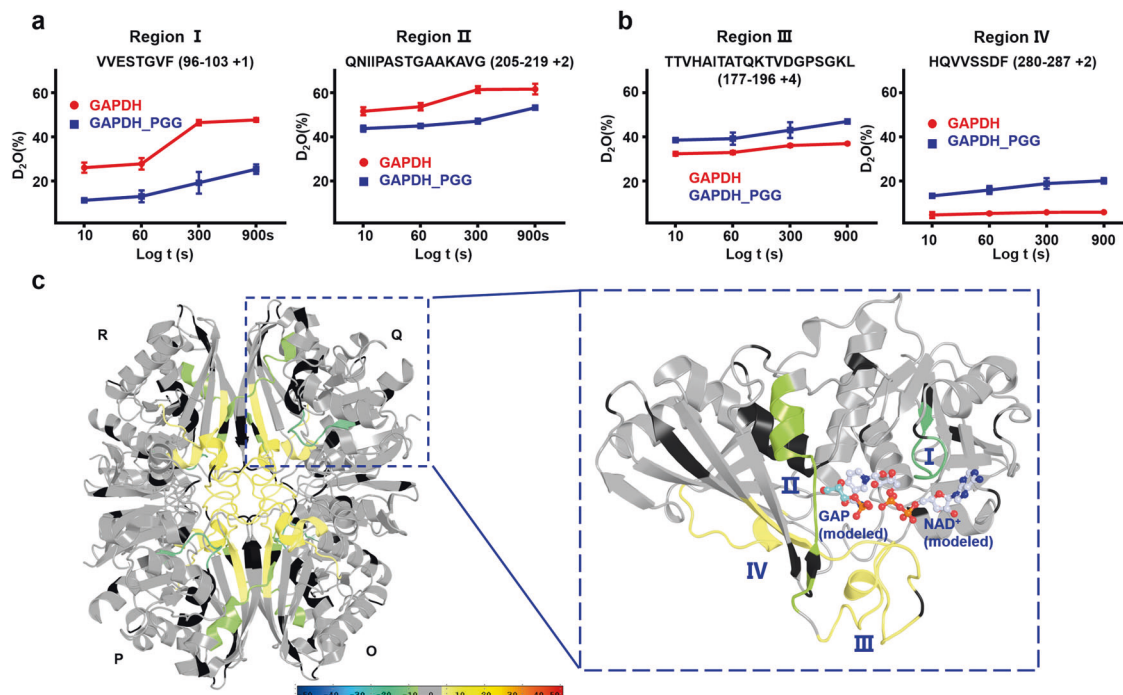 a
b
Region Ⅰ
Region Ⅱ
Region Ⅲ
Region Ⅳ
VVESTGVF (96-103 +1)
QNIIPASTGAAKAVG (205-219 +2)
TTVHAITATQKTVDGPSGKL
(177-196 +4)
HQVVSSDF (280-287 +2)
D₂O(%)
60
40
20
GAPDH
GAPDH_PGG
10
60
300
900s
Log t (s)
D₂O(%)
60
40
20
GAPDH
GAPDH_PGG
10
60
300
900s
Log t (s)
D₂O(%)
60
40
20
GAPDH
GAPDH_PGG
10
60
300
900
Log t (s)
D₂O(%)
60
40
20
GAPDH
GAPDH_PGG
10
60
300
900
Log t (s)
c
R
Q
P
O
Ⅰ
Ⅱ
GAP
(modeled)
NAD⁺
(modeled)
Ⅳ
Ⅲ